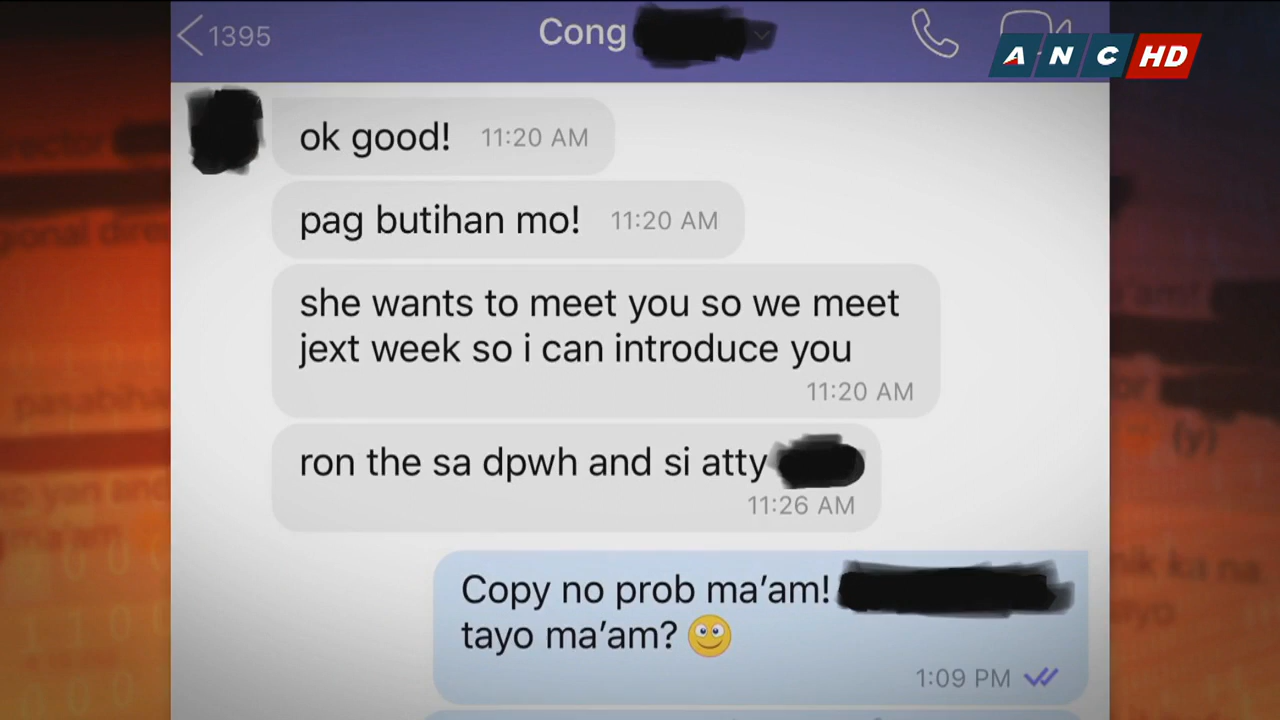 1395
Cong
ANC HD
ok good! 11:20 AM
pag butihan mo! 11:20 AM
she wants to meet you so we meet
jext week so i can introduce you
11:20 AM
ron the sa dpwh and si atty
11:26 AM
Copy no prob ma'am!
tayo ma'am?
1:09 PM